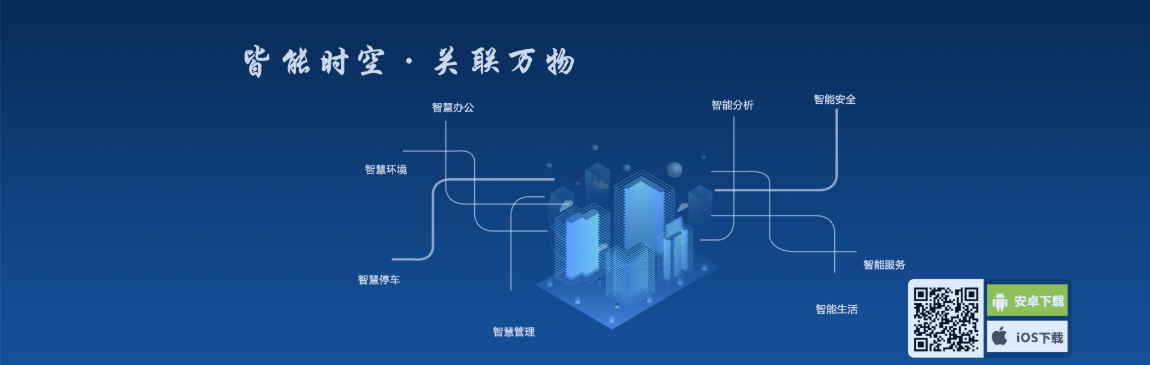 皆能时空·关联万物
智慧办公
智能分析
智能安全
智慧环境
智慧停车
智能服务
智能生活
智慧管理
安卓下载
iOS下载